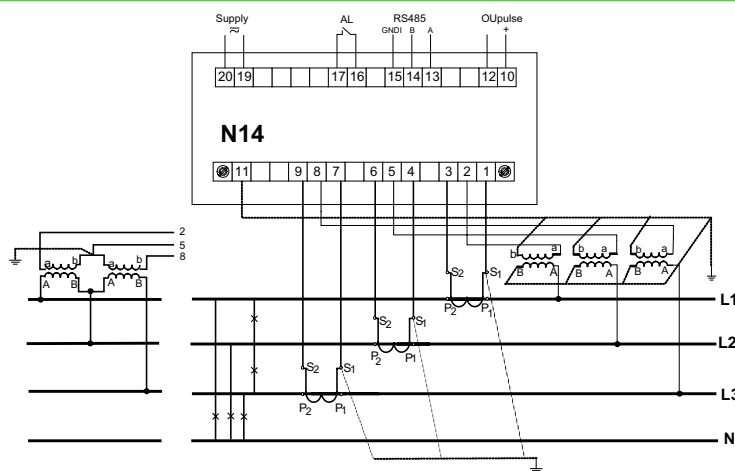 Supply AL RS485 OUpulse
GNDI B A +
20 19 17 16 15 14 13 12 10
N14
11 9 8 7 6 5 4 3 2 1
2
5
8
a b a b
A B A B
b a b a b a
B A B A B A
S2 S1
P2 P1
L1
S2 S1
P2 P1
L2
S2 S1
P2 P1
L3
N